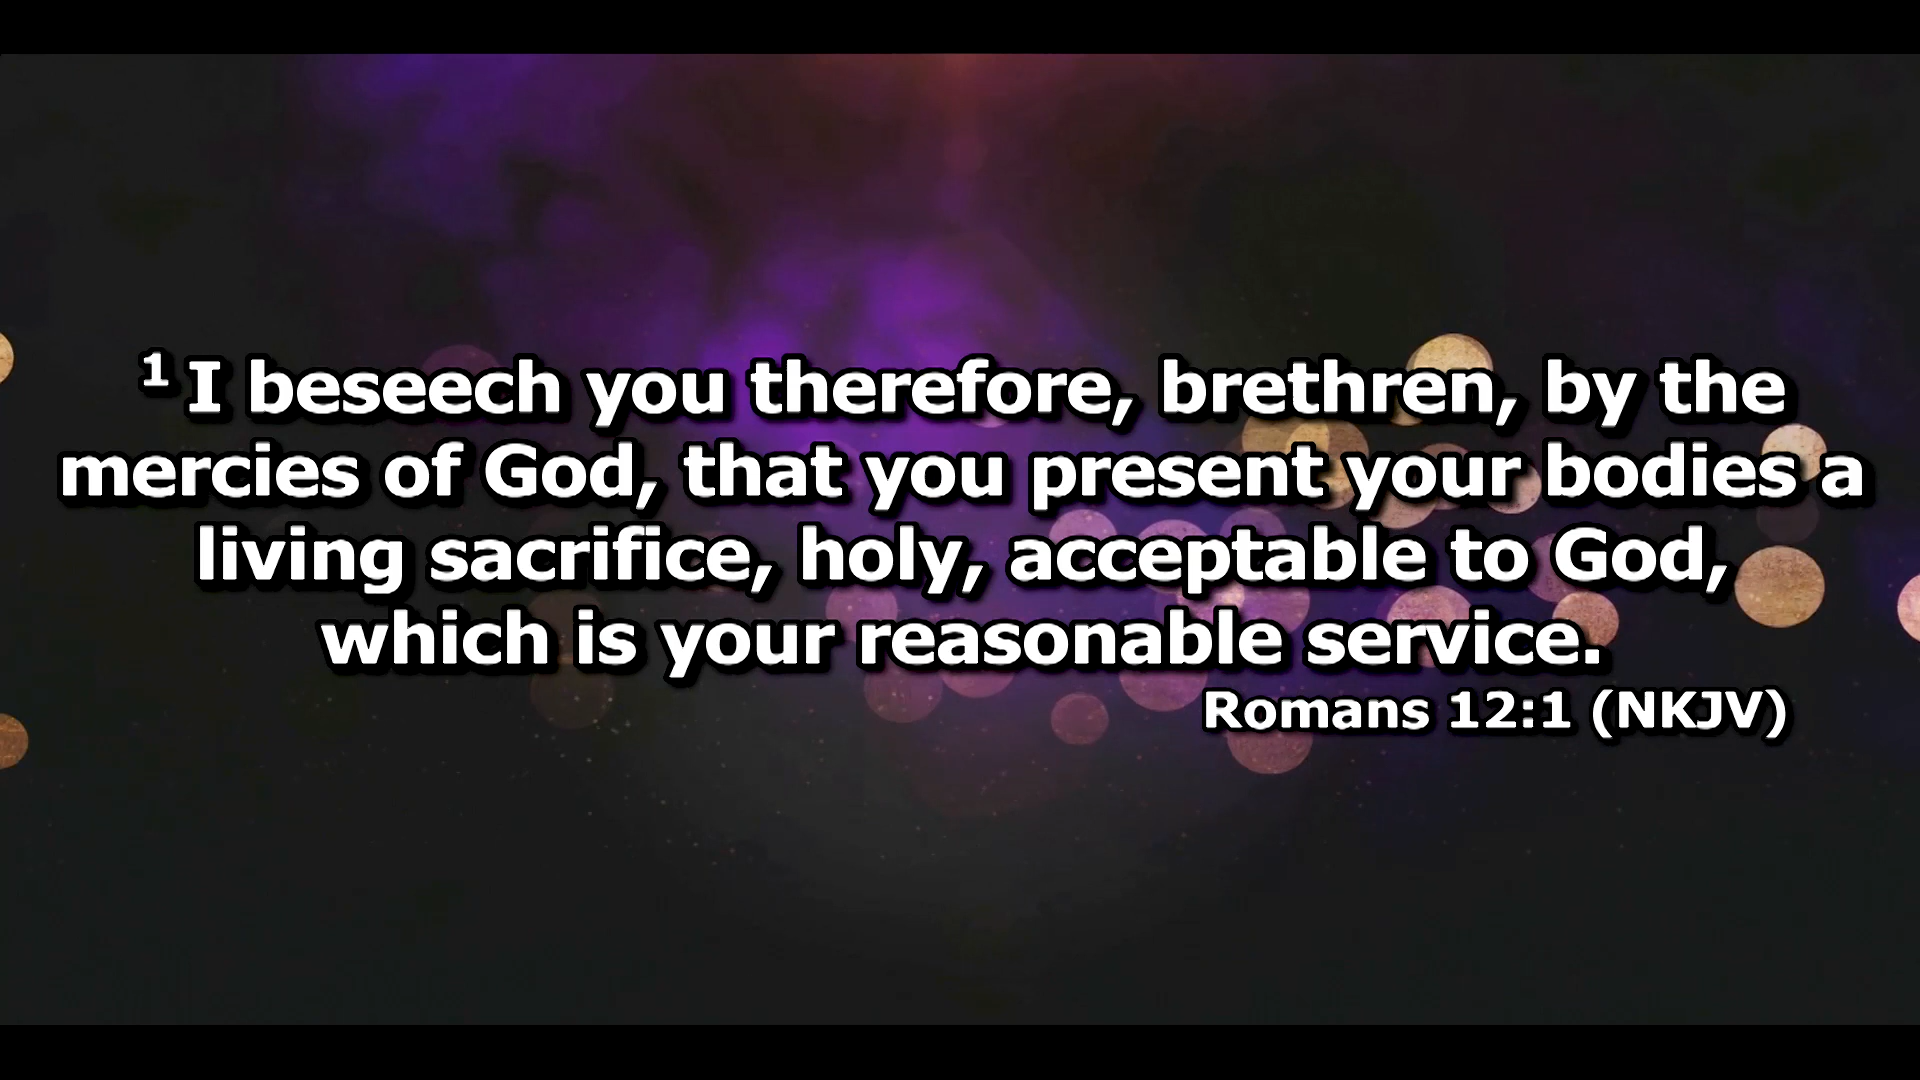 1 I beseech you therefore, brethren, by the
mercies of God, that you present your bodies a
living sacrifice, holy, acceptable to God,
which is your reasonable service.
Romans 12:1 (NKJV)